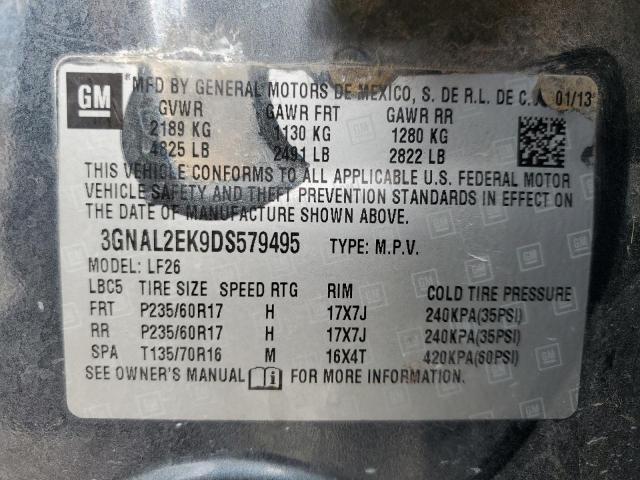 GM MFD BY GENERAL MOTORS DE MEXICO, S. DE R.L. DE C. 01/13
GVWR GAWR FRT GAWR RR
2189 KG 1130 KG 1280 KG
4825 LB 2491 LB 2822 LB
THIS VEHICLE CONFORMS TO ALL APPLICABLE U.S. FEDERAL MOTOR
VEHICLE SAFETY AND THEFT PREVENTION STANDARDS IN EFFECT ON
THE DATE OF MANUFACTURE SHOWN ABOVE.
3GNAL2EK9DS579495 TYPE: M.P.V.
MODEL: LF26
LBC5 TIRE SIZE SPEED RTG RIM COLD TIRE PRESSURE
FRT P235/60R17 H 17X7J 240KPA(35PSI)
RR P235/60R17 H 17X7J 240KPA(35PSI)
SPA T135/70R16 M 16X4T 420KPA(60PSI)
SEE OWNER'S MANUAL FOR MORE INFORMATION.